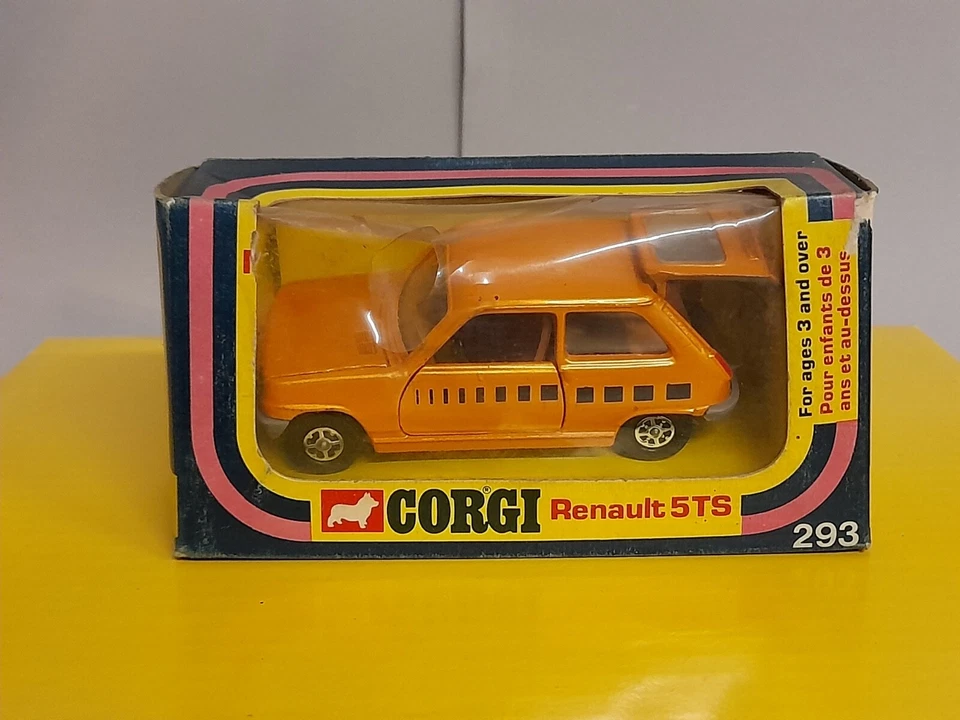 For ages 3 and over
Pour enfants de 3
ans et au-dessus
CORGI®
Renault 5TS
293